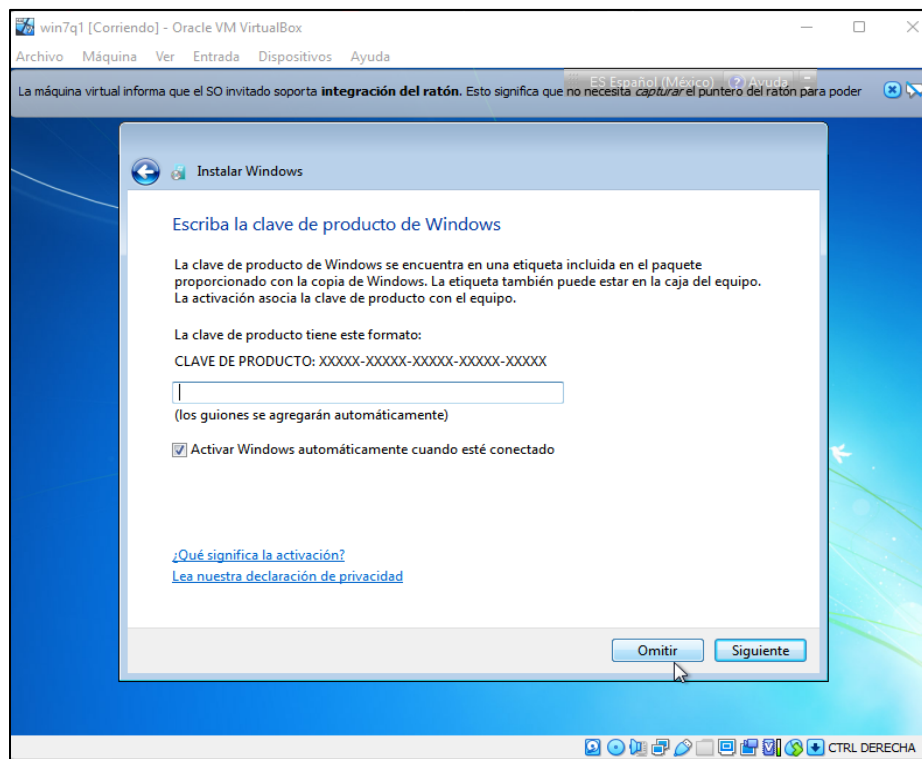 win7q1 [Corriendo] - Oracle VM VirtualBox
Archivo Máquina Ver Entrada Dispositivos Ayuda
ES Español (México) ? Ayuda
La máquina virtual informa que el SO invitado soporta integración del ratón. Esto significa que no necesita capturar el puntero del ratón para poder
Instalar Windows
Escriba la clave de producto de Windows
La clave de producto de Windows se encuentra en una etiqueta incluida en el paquete
proporcionado con la copia de Windows. La etiqueta también puede estar en la caja del equipo.
La activación asocia la clave de producto con el equipo.
La clave de producto tiene este formato:
CLAVE DE PRODUCTO: XXXXX-XXXXX-XXXXX-XXXXX-XXXXX
(los guiones se agregarán automáticamente)
Activar Windows automáticamente cuando esté conectado
¿Qué significa la activación?
Lea nuestra declaración de privacidad
Omitir Siguiente
CTRL DERECHA